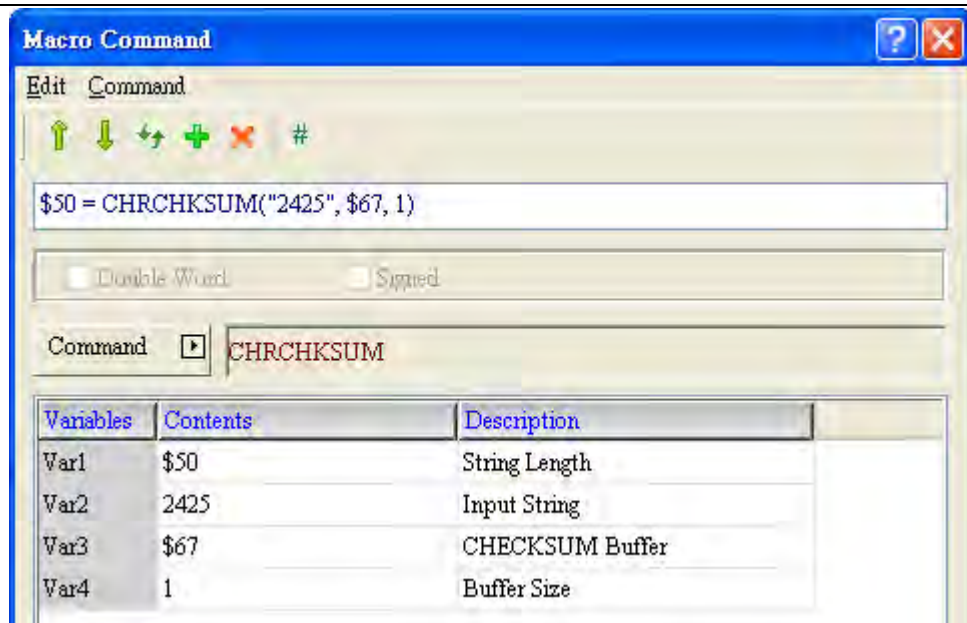 Macro Command
Edit Command
#
$50 = CHRCHKSUM("2425", $67, 1)
Double Word Signed
Command CHRCHKSUM
Variables Contents Description
Var1 $50 String Length
Var2 2425 Input String
Var3 $67 CHECKSUM Buffer
Var4 1 Buffer Size